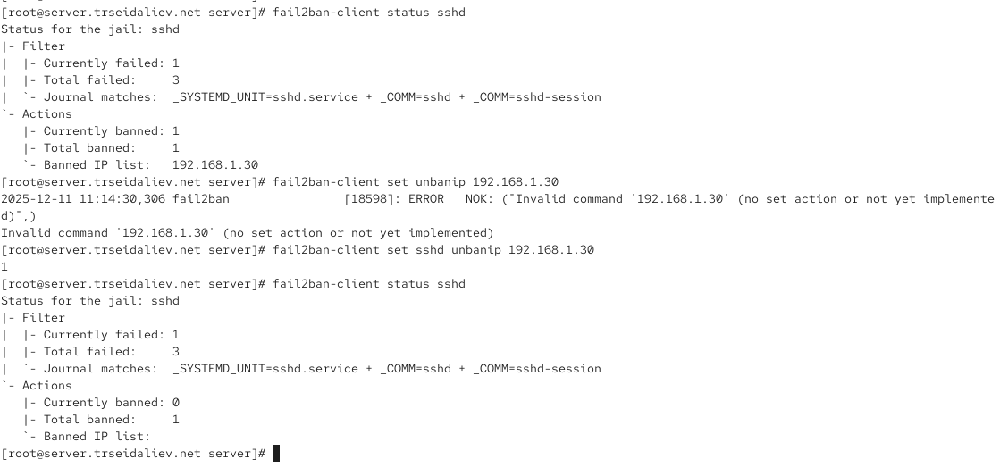 [root@server.trseidaliev.net server]# fail2ban-client status sshd
Status for the jail: sshd
|- Filter
|  |- Currently failed: 1
|  |- Total failed:     3
|  `- Journal matches:  _SYSTEMD_UNIT=sshd.service + _COMM=sshd + _COMM=sshd-session
`- Actions
   |- Currently banned: 1
   |- Total banned:     1
   `- Banned IP list:   192.168.1.30
[root@server.trseidaliev.net server]# fail2ban-client set unbanip 192.168.1.30
2025-12-11 11:14:30,306 fail2ban                [18598]: ERROR   NOK: ("Invalid command '192.168.1.30' (no set action or not yet implemente
d)",)
Invalid command '192.168.1.30' (no set action or not yet implemented)
[root@server.trseidaliev.net server]# fail2ban-client set sshd unbanip 192.168.1.30
1
[root@server.trseidaliev.net server]# fail2ban-client status sshd
Status for the jail: sshd
|- Filter
|  |- Currently failed: 1
|  |- Total failed:     3
|  `- Journal matches:  _SYSTEMD_UNIT=sshd.service + _COMM=sshd + _COMM=sshd-session
`- Actions
   |- Currently banned: 0
   |- Total banned:     1
   `- Banned IP list:
[root@server.trseidaliev.net server]#